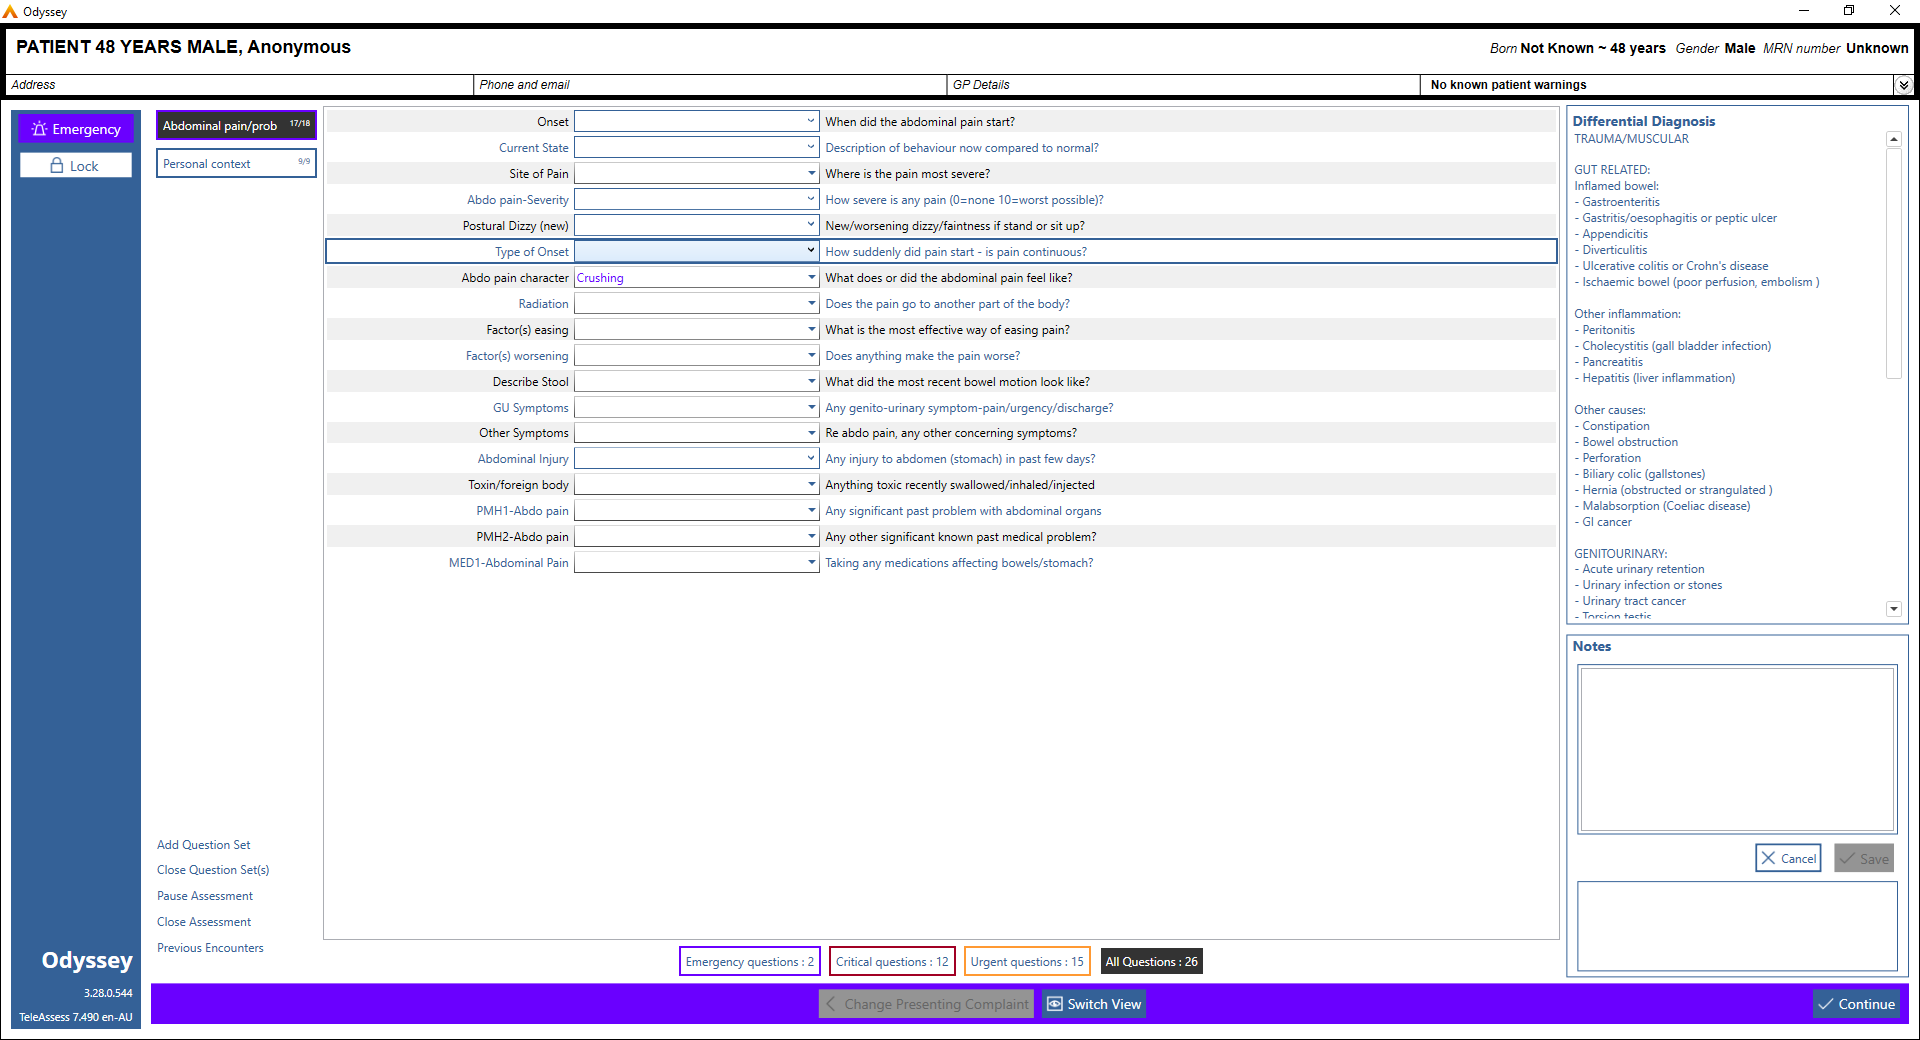 Odyssey
PATIENT 48 YEARS MALE, Anonymous
Born Not Known ~ 48 years Gender Male MRN number Unknown
Address
Phone and email
GP Details
No known patient warnings
Emergency
Lock
Abdominal pain/prob 17/18
Personal context 9/9
Onset When did the abdominal pain start?
Current State Description of behaviour now compared to normal?
Site of Pain Where is the pain most severe?
Abdo pain-Severity How severe is any pain (0=none 10=worst possible)?
Postural Dizzy (new) New/worsening dizzy/faintness if stand or sit up?
Type of Onset How suddenly did pain start - is pain continuous?
Abdo pain character Crushing What does or did the abdominal pain feel like?
Radiation Does the pain go to another part of the body?
Factor(s) easing What is the most effective way of easing pain?
Factor(s) worsening Does anything make the pain worse?
Describe Stool What did the most recent bowel motion look like?
GU Symptoms Any genito-urinary symptom-pain/urgency/discharge?
Other Symptoms Re abdo pain, any other concerning symptoms?
Abdominal Injury Any injury to abdomen (stomach) in past few days?
Toxin/foreign body Anything toxic recently swallowed/inhaled/injected
PMH1-Abdo pain Any significant past problem with abdominal organs
PMH2-Abdo pain Any other significant known past medical problem?
MED1-Abdominal Pain Taking any medications affecting bowels/stomach?
Differential Diagnosis
TRAUMA/MUSCULAR
GUT RELATED:
Inflamed bowel:
- Gastroenteritis
- Gastritis/oesophagitis or peptic ulcer
- Appendicitis
- Diverticulitis
- Ulcerative colitis or Crohn's disease
- Ischaemic bowel (poor perfusion, embolism )
Other inflammation:
- Peritonitis
- Cholecystitis (gall bladder infection)
- Pancreatitis
- Hepatitis (liver inflammation)
Other causes:
- Constipation
- Bowel obstruction
- Perforation
- Biliary colic (gallstones)
- Hernia (obstructed or strangulated )
- Malabsorption (Coeliac disease)
- GI cancer
GENITOURINARY:
- Acute urinary retention
- Urinary infection or stones
- Urinary tract cancer
- Torsion testis
Notes
Cancel
Save
Add Question Set
Close Question Set(s)
Pause Assessment
Close Assessment
Previous Encounters
Odyssey
3.28.0.544
TeleAssess 7.490 en-AU
Emergency questions : 2
Critical questions : 12
Urgent questions : 15
All Questions : 26
Change Presenting Complaint
Switch View
Continue